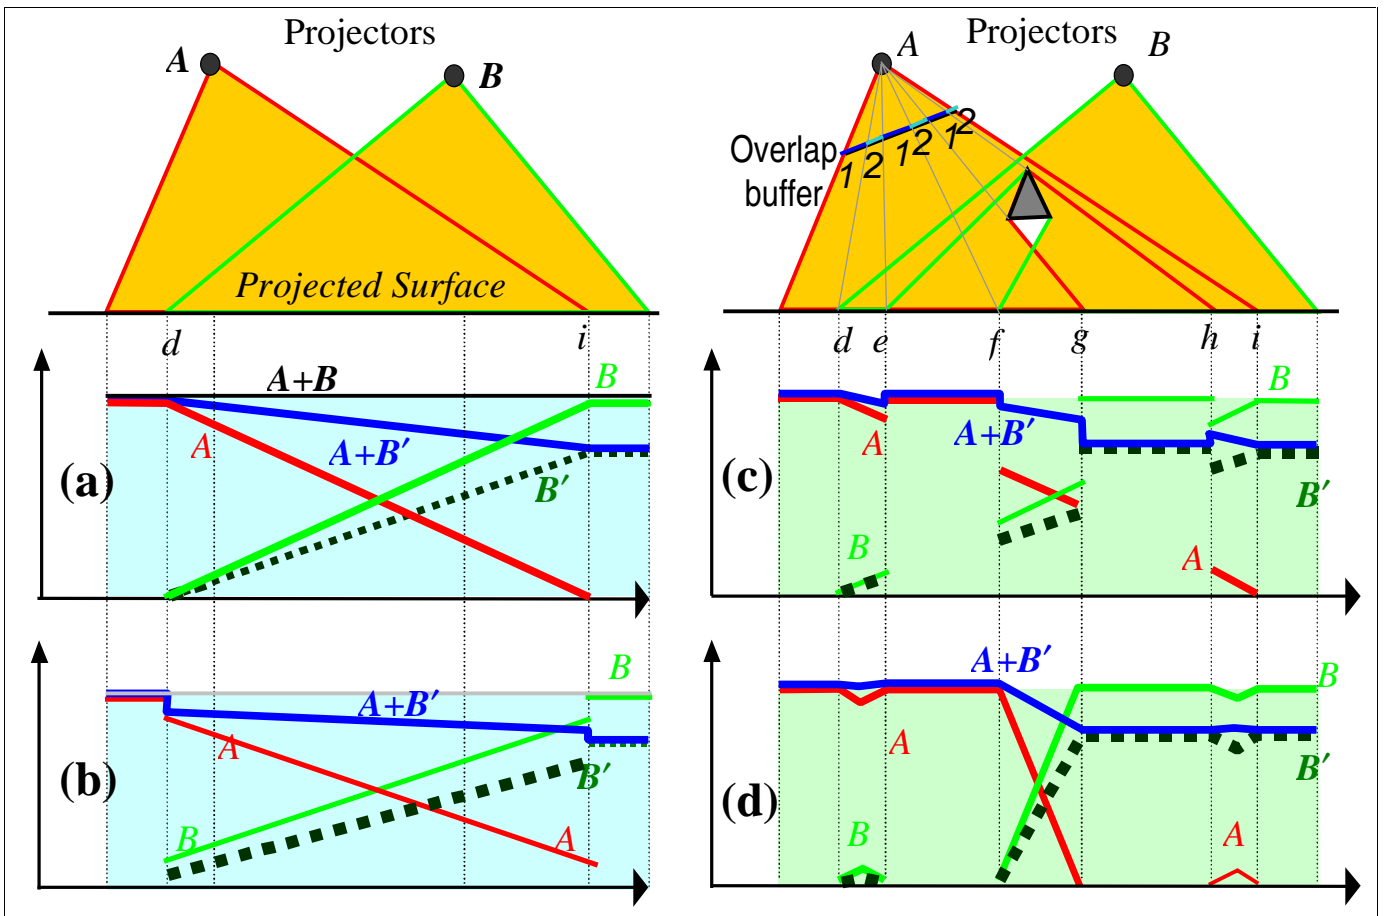 Projectors
A
B
Projected Surface
d
i
Projectors
A
B
Overlap
buffer
1
2
1
2
1
2
d
e
f
g
h
i
(a)
A+B
B
A
A+B′
B′
(c)
A+B′
B
A
B′
B
A
(b)
B
A+B′
A
B′
B
A
(d)
A+B′
B
A
B′
B
A